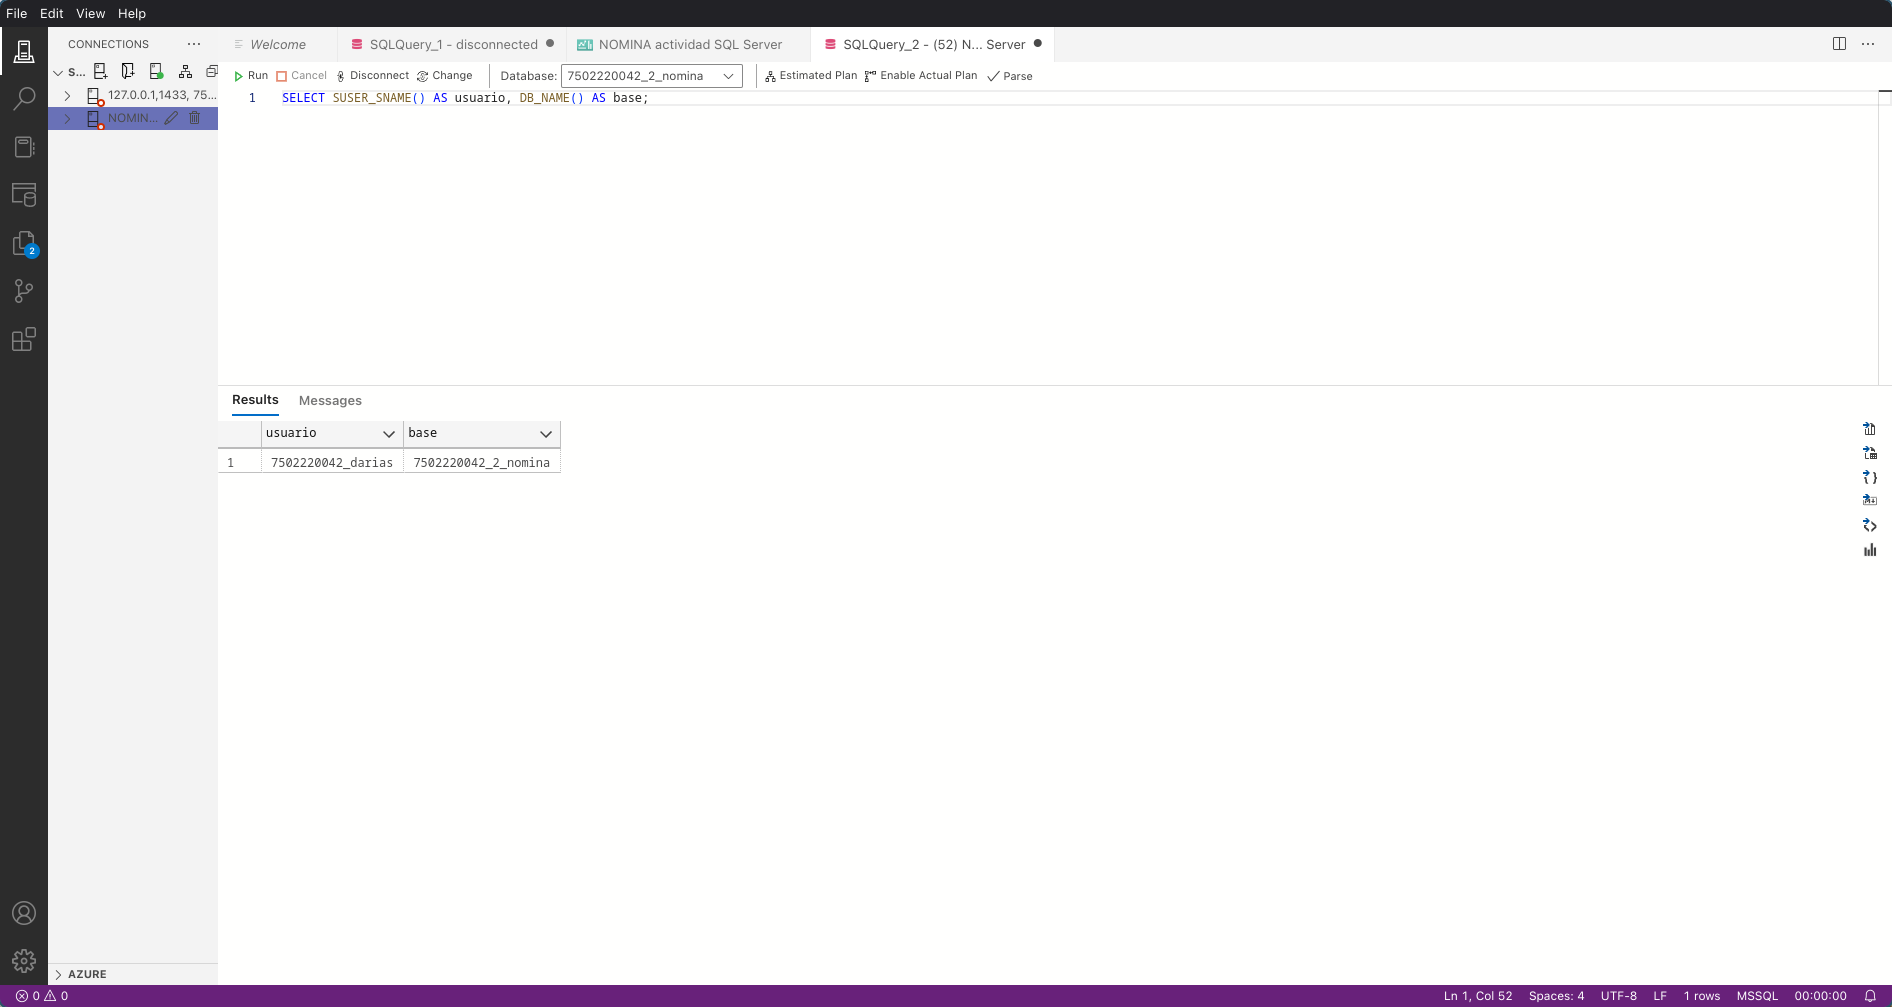 File Edit View Help
CONNECTIONS ···
Welcome
SQLQuery_1 - disconnected
NOMINA actividad SQL Server
SQLQuery_2 - (52) N... Server
S...
127.0.0.1,1433, 75...
NOMIN...
Run Cancel Disconnect Change Database: 7502220042_2_nomina Estimated Plan Enable Actual Plan Parse
1 SELECT SUSER_SNAME() AS usuario, DB_NAME() AS base;
2
Results Messages
usuario base
1 7502220042_darias 7502220042_2_nomina
AZURE
0 0 Ln 1, Col 52 Spaces: 4 UTF-8 LF 1 rows MSSQL 00:00:00